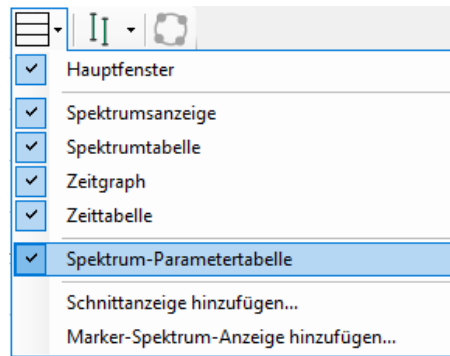 Hauptfenster
Spektrumsanzeige
Spektrumtabelle
Zeitgraph
Zeittabelle
Spektrum-Parametertabelle
Schnittanzeige hinzufügen...
Marker-Spektrum-Anzeige hinzufügen...